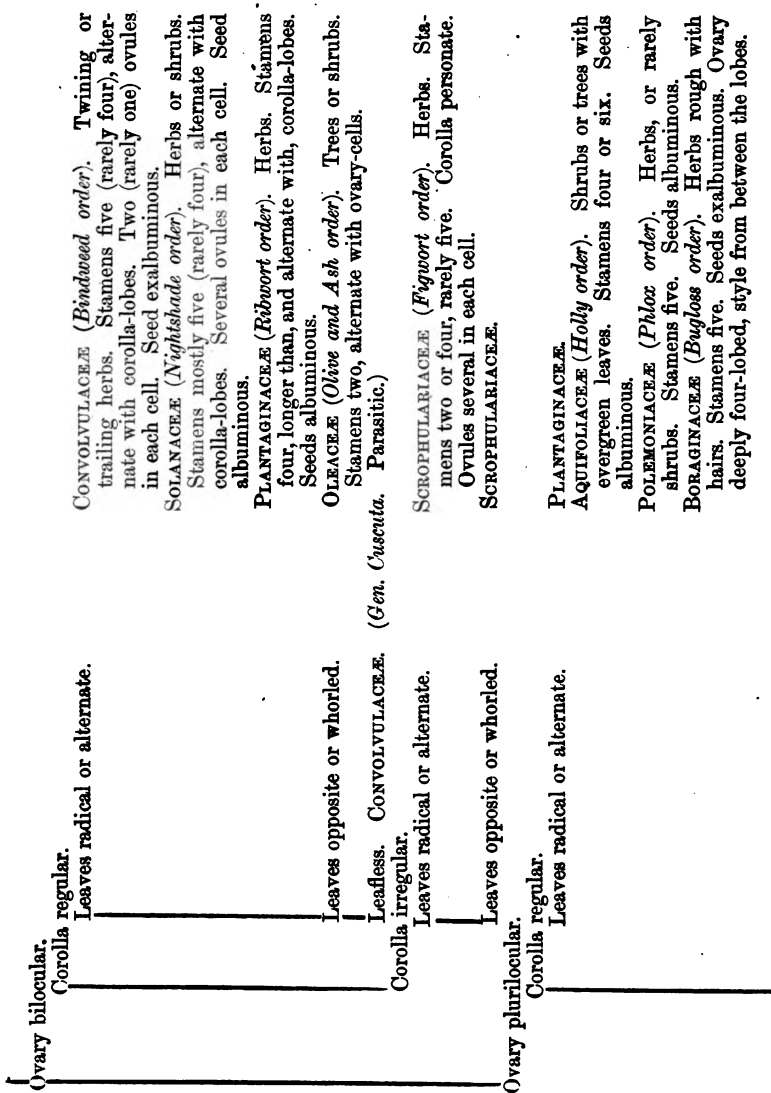 Ovary bilocular.
Corolla regular.
Leaves radical or alternate.
CONVOLVULACEÆ (Bindweed order). Twining or
trailing herbs. Stamens five (rarely four), alter-
nate with corolla-lobes. Two (rarely one) ovules
in each cell. Seed exalbuminous.
SOLANACEÆ (Nightshade order). Herbs or shrubs.
Stamens mostly five (rarely four), alternate with
corolla-lobes. Several ovules in each cell. Seed
albuminous.
PLANTAGINACEÆ (Ribwort order). Herbs. Stamens
four, longer than, and alternate with, corolla-lobes.
Seeds albuminous.
Leaves opposite or whorled.
OLEACEÆ (Olive and Ash order). Trees or shrubs.
Stamens two, alternate with ovary-cells.
Leafless. CONVOLVULACEÆ. (Gen. Cuscuta. Parasitic.)
Corolla irregular.
Leaves radical or alternate.
SCROPHULARIACEÆ (Figwort order). Herbs. Sta-
mens two or four, rarely five. Corolla personate.
Ovules several in each cell.
Leaves opposite or whorled.
SCROPHULARIACEÆ.
Ovary plurilocular.
Corolla regular.
Leaves radical or alternate.
PLANTAGINACEÆ.
AQUIFOLIACEÆ (Holly order). Shrubs or trees with
evergreen leaves. Stamens four or six. Seeds
albuminous.
POLEMONIACEÆ (Phlox order). Herbs, or rarely
shrubs. Stamens five. Seeds albuminous.
BORAGINACEÆ (Bugloss order). Herbs rough with
hairs. Stamens five. Seeds exalbuminous. Ovary
deeply four-lobed, style from between the lobes.